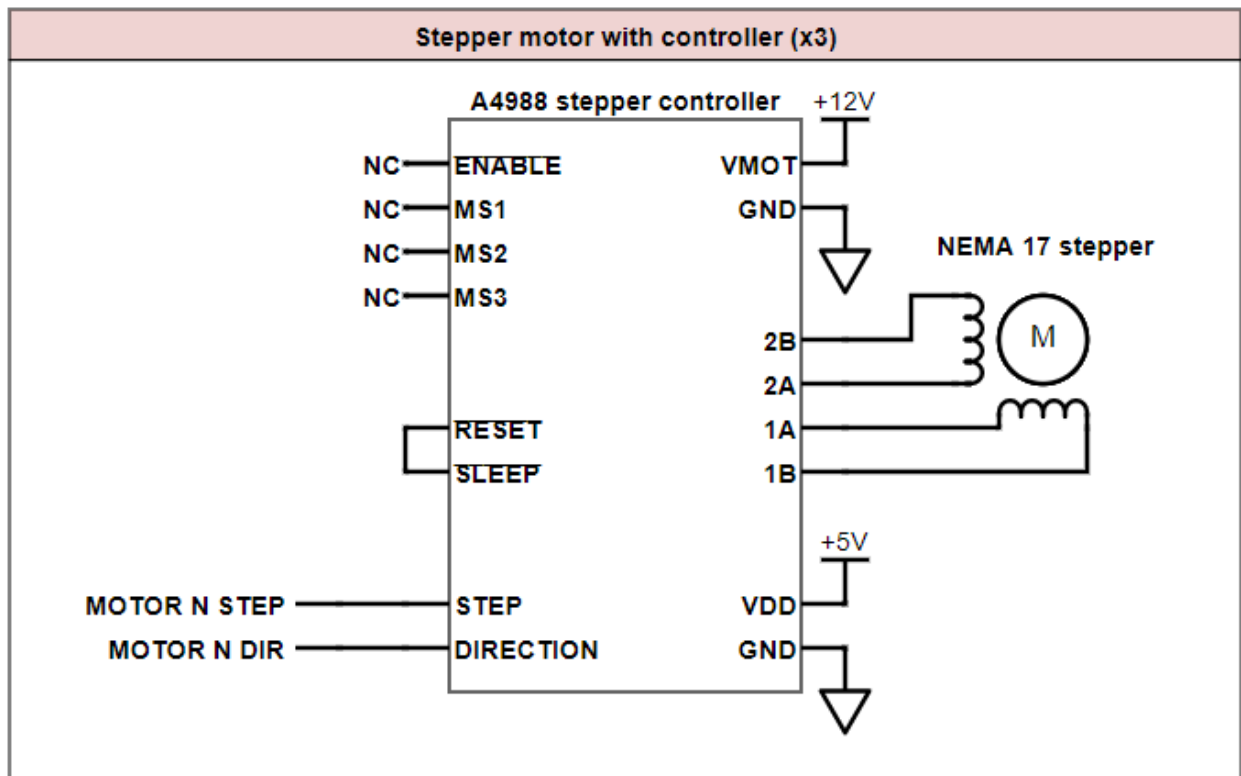 Stepper motor with controller (x3)
A4988 stepper controller
+12V
NC ENABLE VMOT
NC MS1 GND
NC MS2
NEMA 17 stepper
NC MS3
2B
M
2A
RESET 1A
SLEEP 1B
+5V
MOTOR N STEP STEP VDD
MOTOR N DIR DIRECTION GND